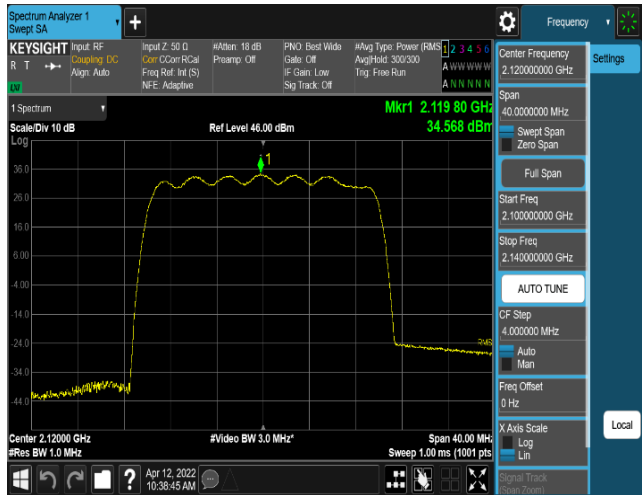 Spectrum Analyzer 1
Swept SA
Frequency
KEYSIGHT
R T
Input: RF
Coupling: DC
Align: Auto
Input Z: 50 Ω
Corr CCorr RCal
Freq Ref: Int (S)
NFE: Adaptive
#Atten: 18 dB
Preamp: Off
PNO: Best Wide
Gate: Off
IF Gain: Low
Sig Track: Off
#Avg Type: Power (RMS
Avg|Hold: 300/300
Trig: Free Run
1 2 3 4 5 6
A W W W W W
A N N N N N
1 Spectrum
Scale/Div 10 dB
Log
Ref Level 46.00 dBm
Mkr1 2.119 80 GHz
34.568 dBm
1
36.0
26.0
16.0
6.00
-4.00
-14.0
-24.0
-34.0
-44.0
RMS
Center 2.12000 GHz
#Res BW 1.0 MHz
#Video BW 3.0 MHz*
Span 40.00 MHz
Sweep 1.00 ms (1001 pts
?
Apr 12, 2022
10:38:45 AM
Center Frequency
2.120000000 GHz
Settings
Span
40.0000000 MHz
Swept Span
Zero Span
Full Span
Start Freq
2.100000000 GHz
Stop Freq
2.140000000 GHz
AUTO TUNE
CF Step
4.000000 MHz
Auto
Man
Freq Offset
0 Hz
X Axis Scale
Log
Lin
Local
Signal Track
(Span Zoom)